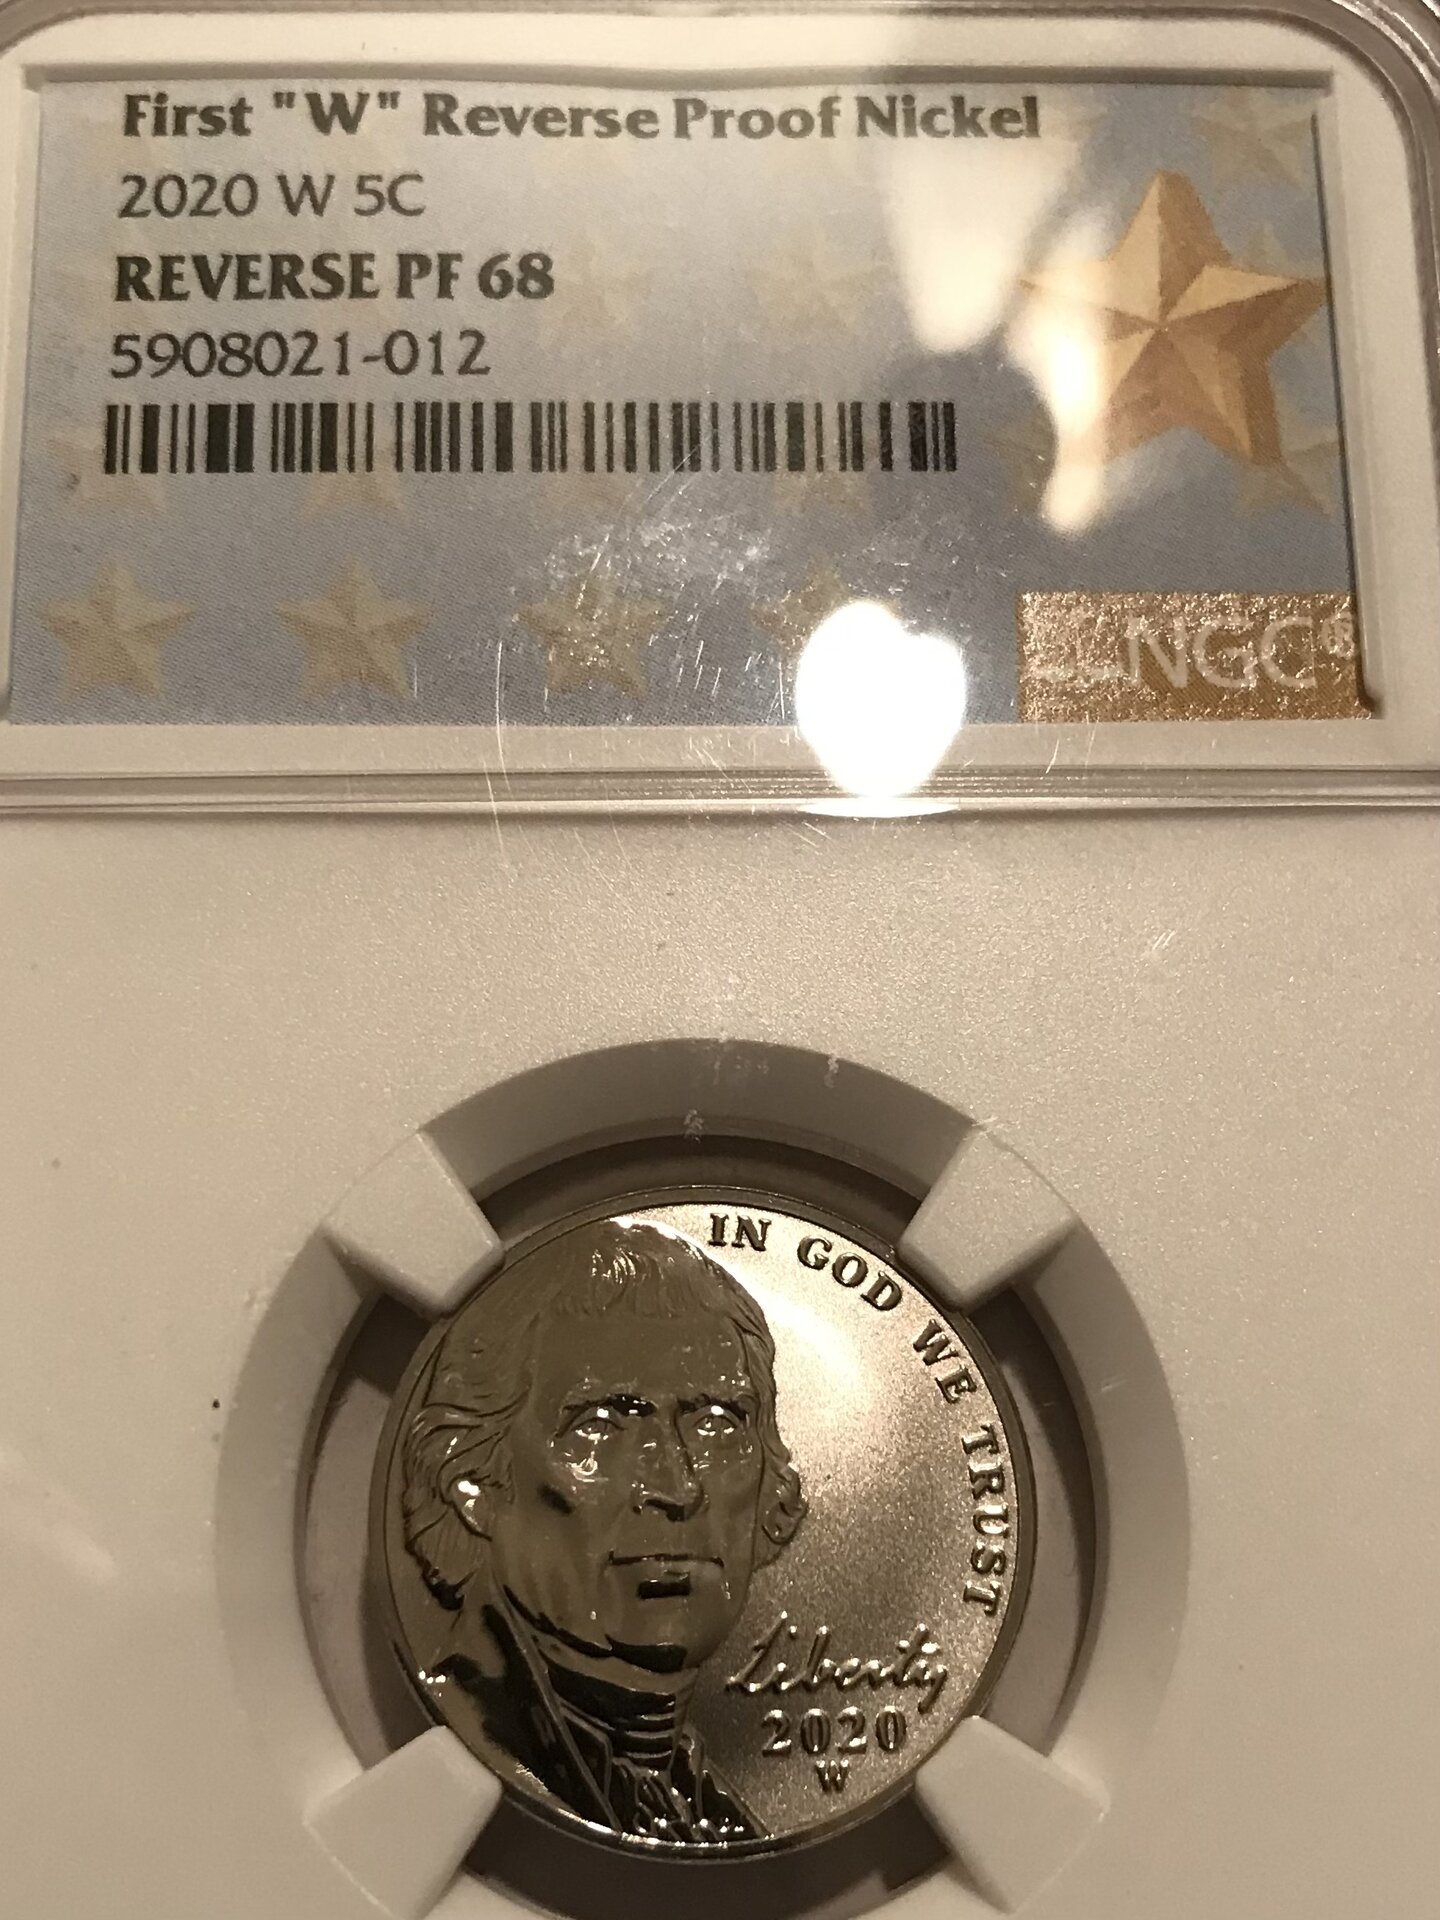 First "W" Reverse Proof Nickel
2020 W 5C
REVERSE PF 68
5908021-012
NGC®
IN GOD WE TRUST
Liberty
2020
W